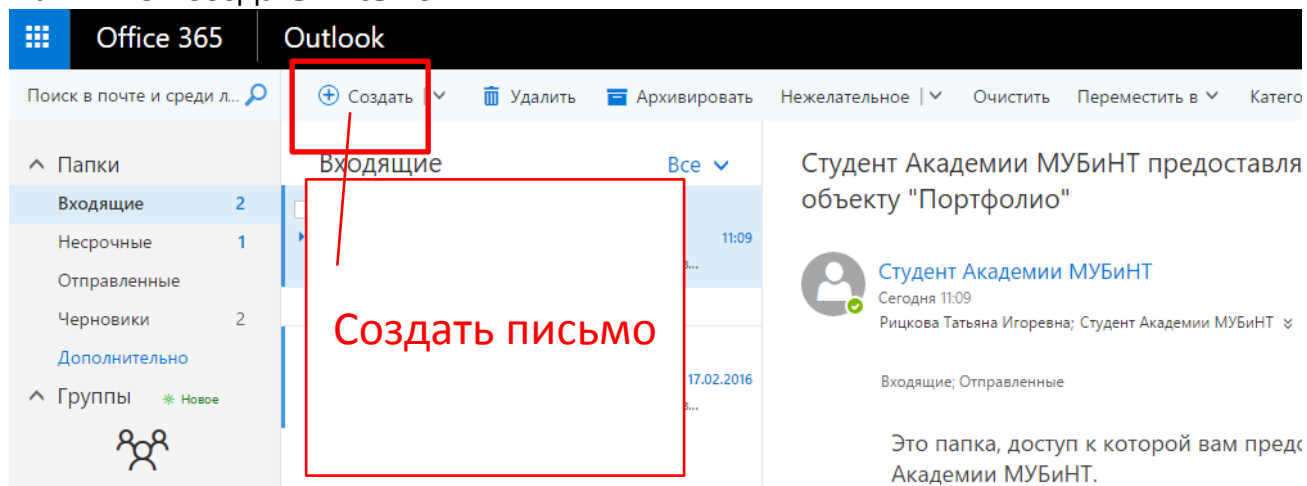 Office 365 Outlook
Поиск в почте и среди л...
Создать Удалить Архивировать Нежелательное Очистить Переместить в Катего
Папки
Входящие 2
Несрочные 1
Отправленные
Черновики 2
Дополнительно
Группы Новое
Входящие Все
11:09
17.02.2016
Создать письмо
Студент Академии МУБиНТ предоставля
объекту "Портфолио"
Студент Академии МУБиНТ
Сегодня 11:09
Рицкова Татьяна Игоревна; Студент Академии МУБиНТ
Входящие; Отправленные
Это папка, доступ к которой вам предо
Академии МУБиНТ.